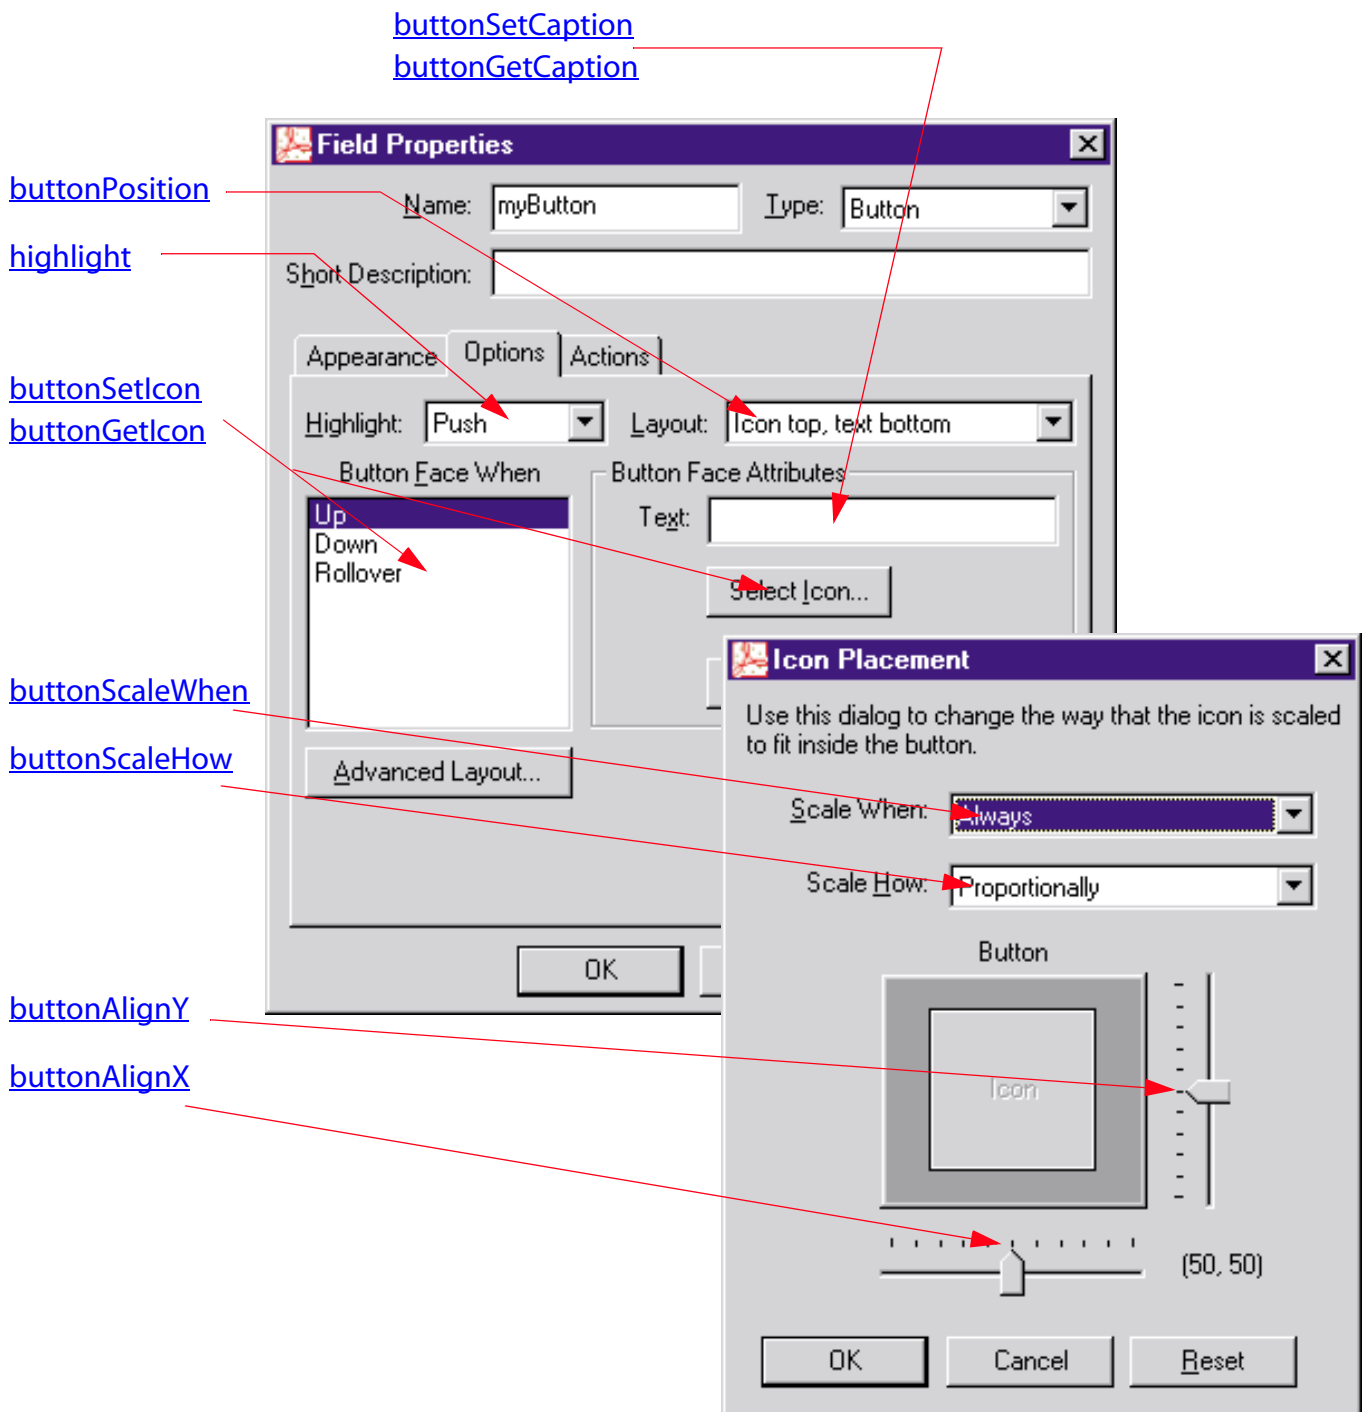 buttonSetCaption
buttonGetCaption
Field Properties
buttonPosition
Name: myButton Type: Button
highlight
Short Description:
Appearance Options Actions
buttonSetIcon
buttonGetIcon
Highlight: Push Layout: Icon top, text bottom
Button Face When Button Face Attributes
Up
Text:
Down
Rollover
Select Icon...
Icon Placement
buttonScaleWhen
Use this dialog to change the way that the icon is scaled
to fit inside the button.
buttonScaleHow
Advanced Layout...
Scale When: Always
Scale How: Proportionally
Button
OK
buttonAlignY
buttonAlignX
Icon
(50, 50)
OK Cancel Reset